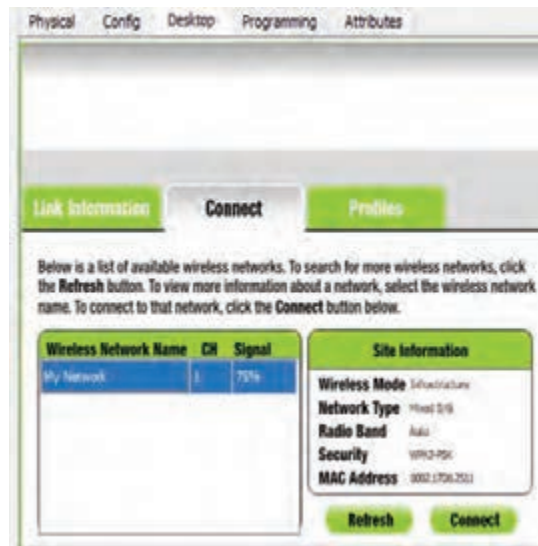 Physical Config Desktop Programming Attributes
Link Information Connect Profiles
Below is a list of available wireless networks. To search for more wireless networks, click
the Refresh button. To view more information about a network, select the wireless network
name. To connect to that network, click the Connect button below.
Wireless Network Name CH Signal
My Network 1 75%
Site Information
Wireless Mode Infrastructure
Network Type Mixed B/G
Radio Band Auto
Security WPA2-PSK
MAC Address
Refresh Connect